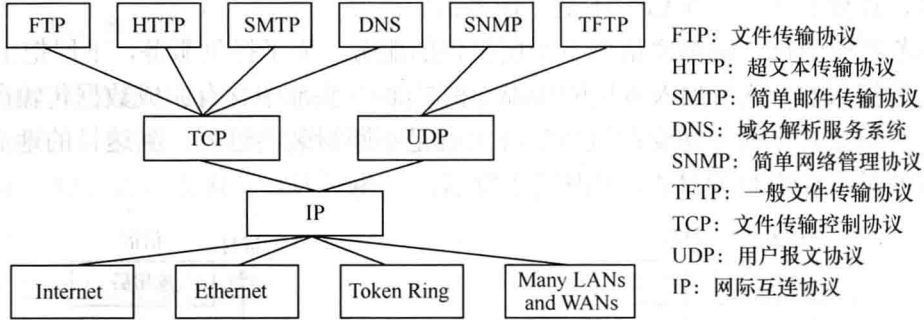 FTP HTTP SMTP DNS SNMP TFTP
TCP UDP
IP
Internet Ethernet Token Ring Many LANs
and WANs
FTP：文件传输协议
HTTP：超文本传输协议
SMTP：简单邮件传输协议
DNS：域名解析服务系统
SNMP：简单网络管理协议
TFTP：一般文件传输协议
TCP：文件传输控制协议
UDP：用户报文协议
IP：网际互连协议